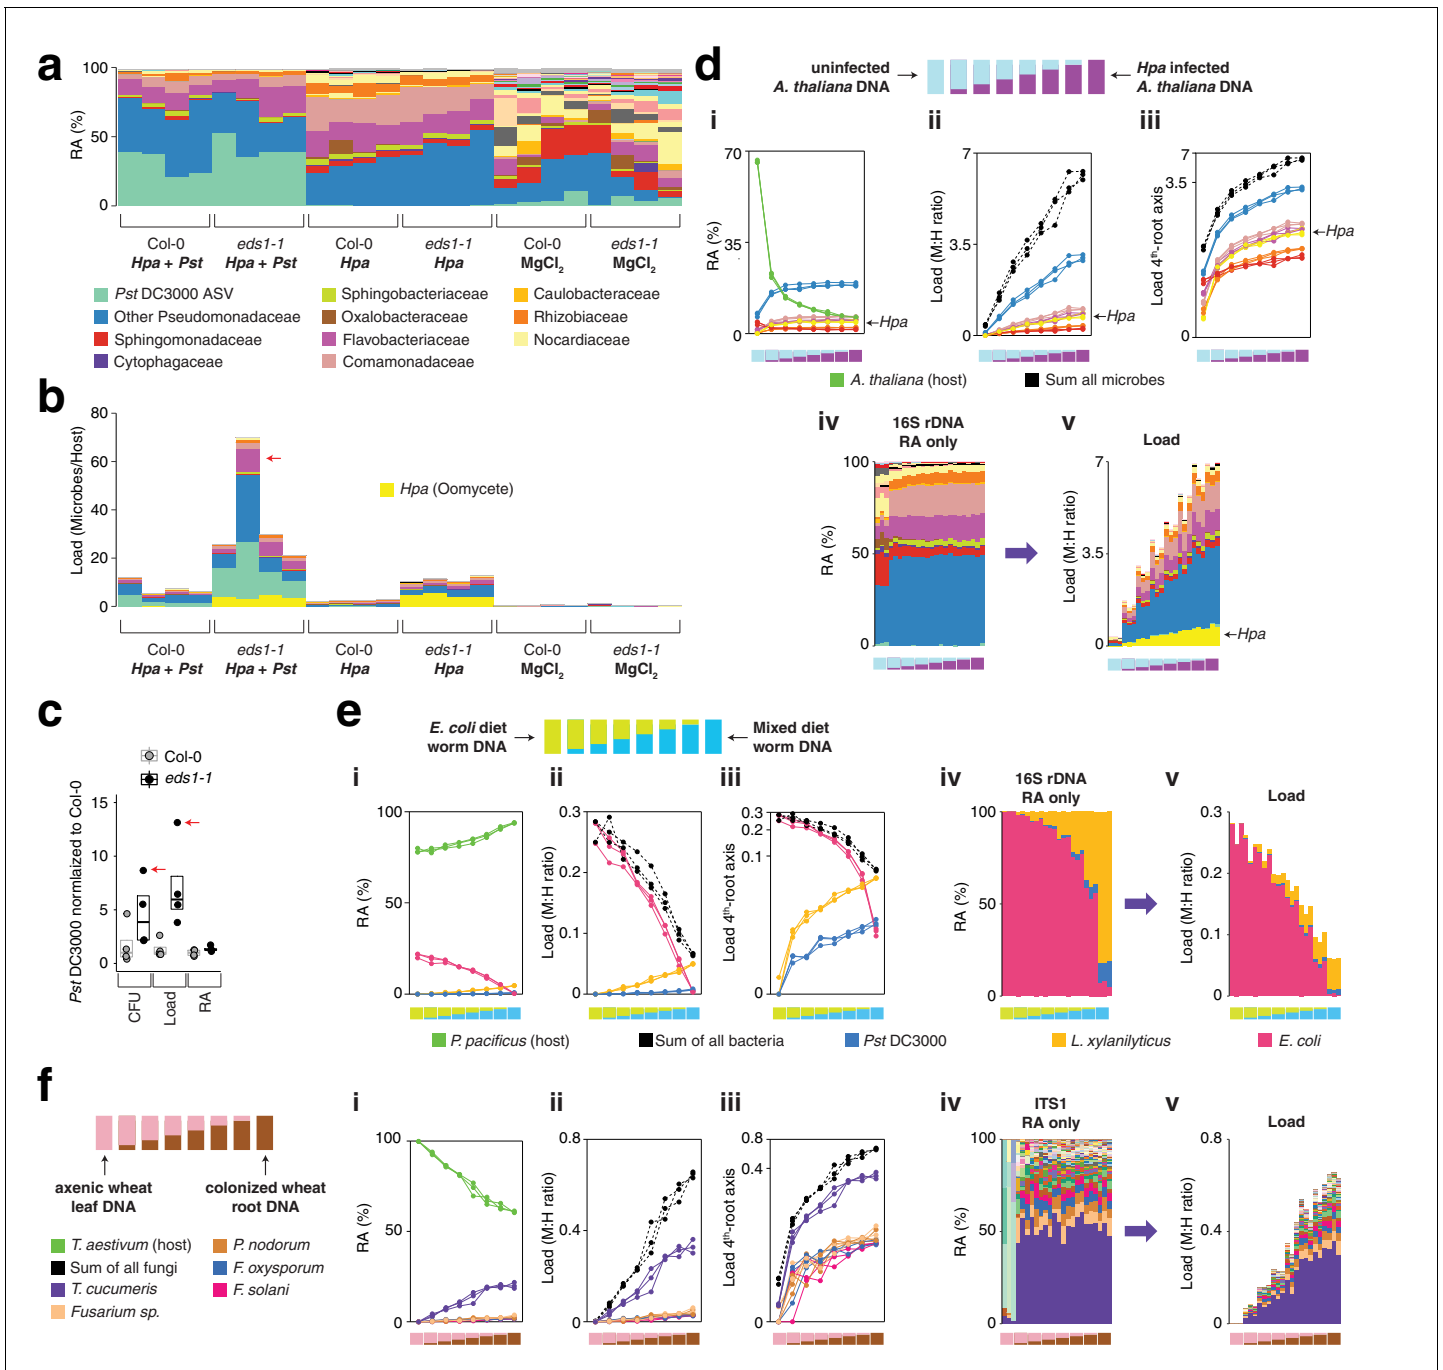 a
100
50
0
RA (%)
Col-0
Hpa + Pst
eds1-1
Hpa + Pst
Col-0
Hpa
eds1-1
Hpa
Col-0
MgCl2
eds1-1
MgCl2
Pst DC3000 ASV
Other Pseudomonadaceae
Sphingomonadaceae
Cytophagaceae
Sphingobacteriaceae
Oxalobacteraceae
Flavobacteriaceae
Comamonadaceae
Caulobacteraceae
Rhizobiaceae
Nocardiaceae
b
80
60
40
20
0
Load (Microbes/Host)
Hpa (Oomycete)
Col-0
Hpa + Pst
eds1-1
Hpa + Pst
Col-0
Hpa
eds1-1
Hpa
Col-0
MgCl2
eds1-1
MgCl2
c
Col-0
eds1-1
15
10
5
0
Pst DC3000 normlaized to Col-0
CFU
Load
RA
d
uninfected
A. thaliana DNA
Hpa infected
A. thaliana DNA
i
70
35
0
RA (%)
Hpa
ii
7
3.5
0
Load (M:H ratio)
Hpa
iii
7
3.5
0
Load 4th-root axis
Hpa
A. thaliana (host)
Sum all microbes
iv
16S rDNA
RA only
100
50
0
RA (%)
v
Load
7
3.5
0
Load (M:H ratio)
Hpa
e
E. coli diet
worm DNA
Mixed diet
worm DNA
i
100
50
0
RA (%)
ii
0.3
0.2
0.1
0
Load (M:H ratio)
iii
0.3
0.2
0.1
0
Load 4th-root axis
iv
16S rDNA
RA only
100
50
0
RA (%)
v
Load
0.3
0.2
0.1
0
Load (M:H ratio)
P. pacificus (host)
Sum of all bacteria
Pst DC3000
L. xylanilyticus
E. coli
f
axenic wheat
leaf DNA
colonized wheat
root DNA
T. aestivum (host)
Sum of all fungi
T. cucumeris
Fusarium sp.
P. nodorum
F. oxysporum
F. solani
i
100
50
0
RA (%)
ii
0.8
0.4
0
Load (M:H ratio)
iii
0.8
0.4
0
Load 4th-root axis
iv
ITS1
RA only
100
50
0
RA (%)
v
Load
0.8
0.4
0
Load (M:H ratio)